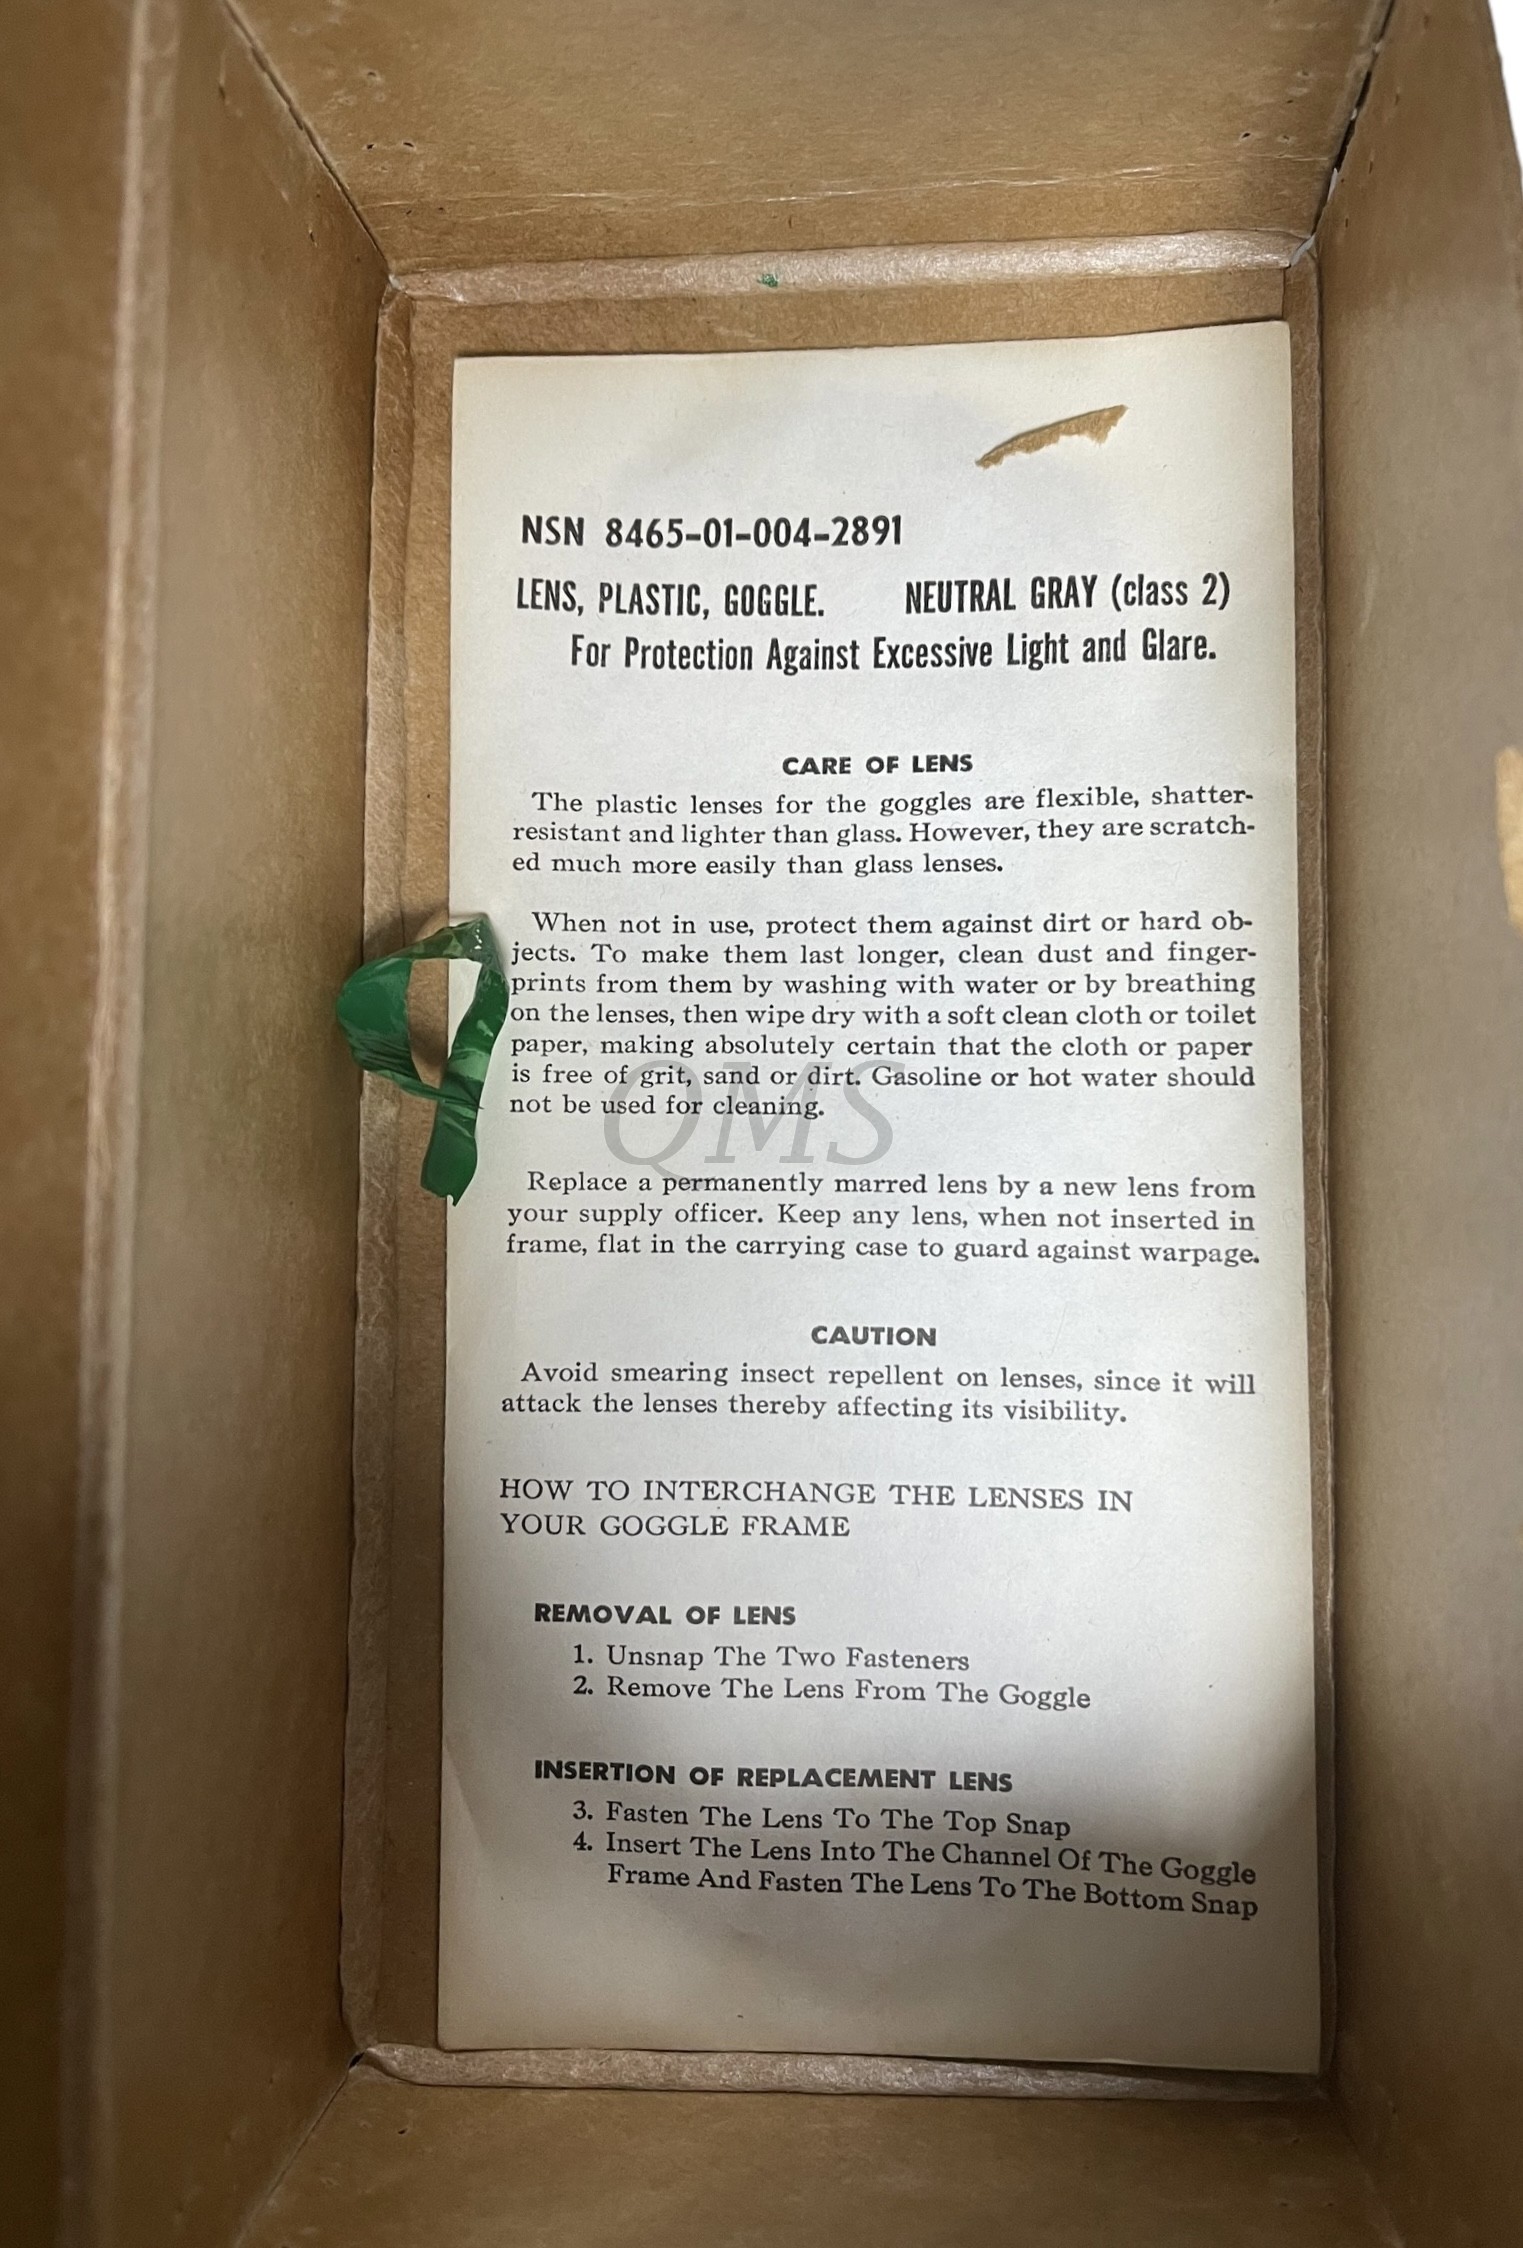 NSN 8465-01-004-2891
LENS, PLASTIC, GOGGLE. NEUTRAL GRAY (class 2)
For Protection Against Excessive Light and Glare.
CARE OF LENS
The plastic lenses for the goggles are flexible, shatter-
resistant and lighter than glass. However, they are scratch-
ed much more easily than glass lenses.
When not in use, protect them against dirt or hard ob-
jects. To make them last longer, clean dust and finger-
prints from them by washing with water or by breathing
on the lenses, then wipe dry with a soft clean cloth or toilet
paper, making absolutely certain that the cloth or paper
is free of grit, sand or dirt. Gasoline or hot water should
not be used for cleaning.
QMS
Replace a permanently marred lens by a new lens from
your supply officer. Keep any lens, when not inserted in
frame, flat in the carrying case to guard against warpage.
CAUTION
Avoid smearing insect repellent on lenses, since it will
attack the lenses thereby affecting its visibility.
HOW TO INTERCHANGE THE LENSES IN
YOUR GOGGLE FRAME
REMOVAL OF LENS
1. Unsnap The Two Fasteners
2. Remove The Lens From The Goggle
INSERTION OF REPLACEMENT LENS
3. Fasten The Lens To The Top Snap
4. Insert The Lens Into The Channel Of The Goggle
Frame And Fasten The Lens To The Bottom Snap